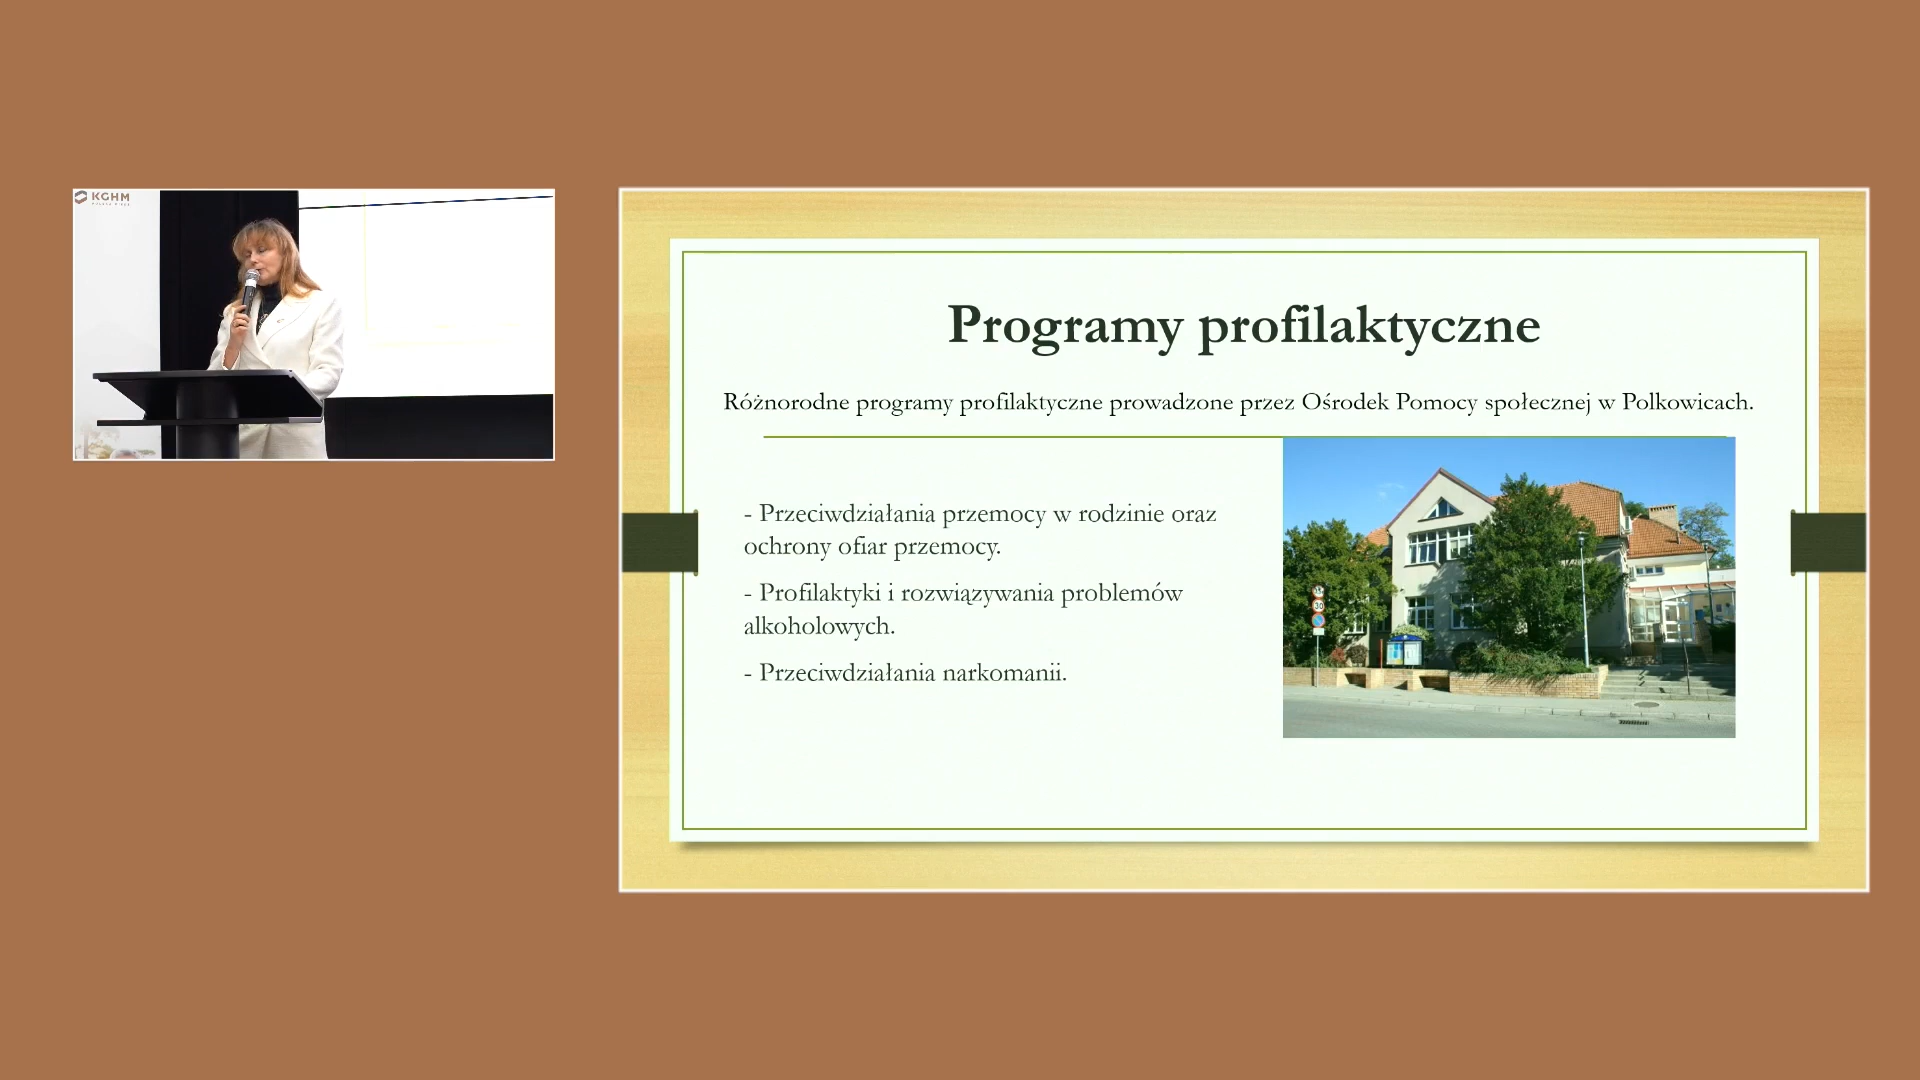 KGHM
Programy profilaktyczne
Różnorodne programy profilaktyczne prowadzone przez Ośrodek Pomocy społecznej w Polkowicach.
- Przeciwdziałania przemocy w rodzinie oraz
ochrony ofiar przemocy.
- Profilaktyki i rozwiązywania problemów
alkoholowych.
- Przeciwdziałania narkomanii.